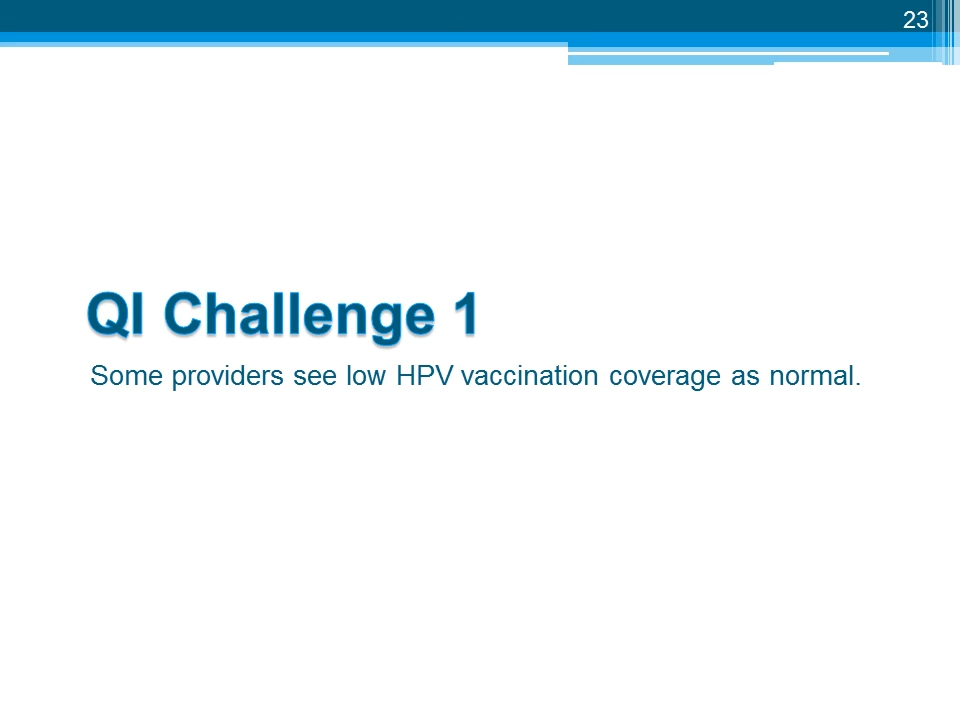 23
QI Challenge 1
Some providers see low HPV vaccination coverage as normal.